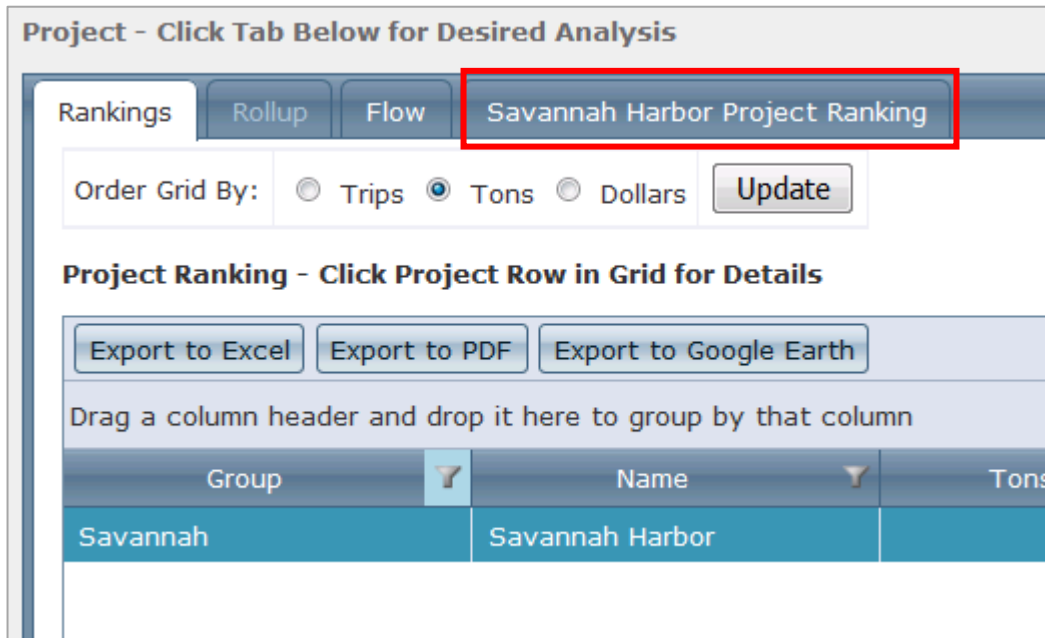 Project - Click Tab Below for Desired Analysis
Rankings Rollup Flow Savannah Harbor Project Ranking
Order Grid By: Trips Tons Dollars Update
Project Ranking - Click Project Row in Grid for Details
Export to Excel Export to PDF Export to Google Earth
Drag a column header and drop it here to group by that column
Group Name Tons
Savannah Savannah Harbor